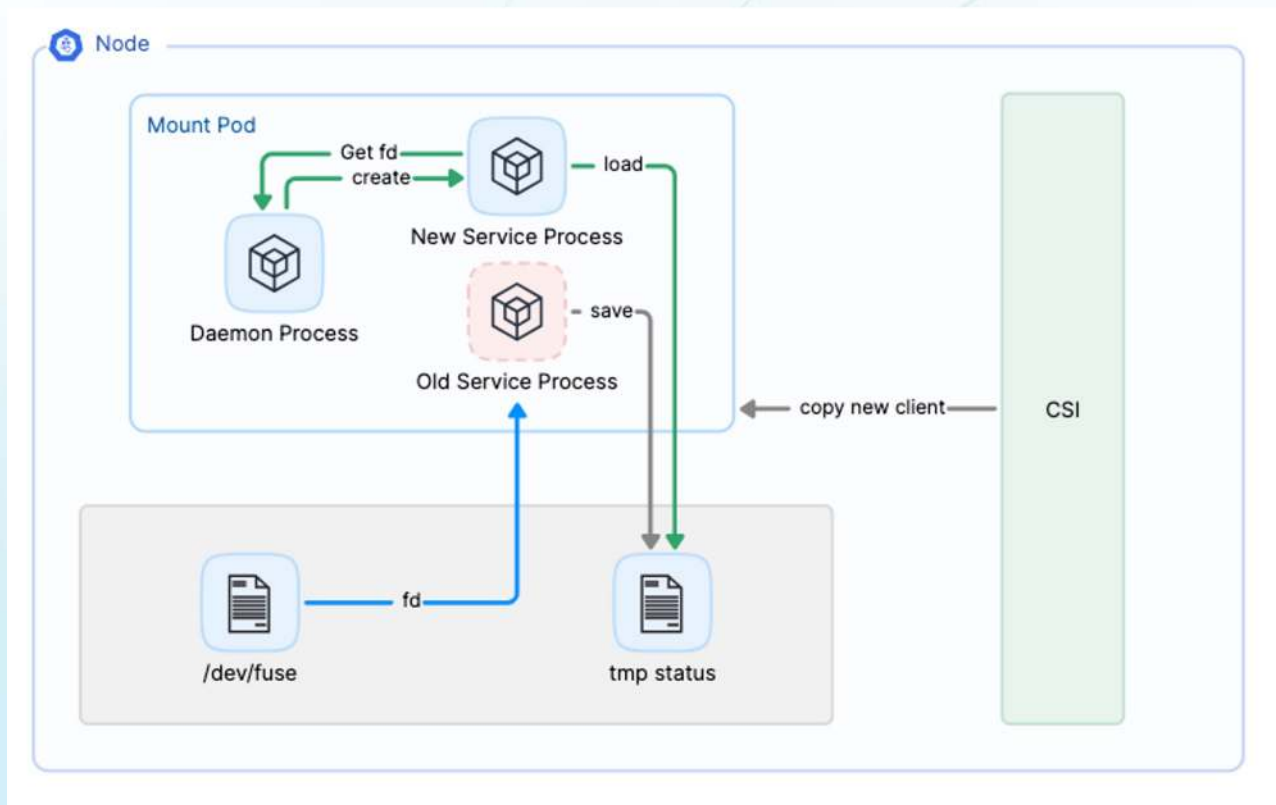 Node
Mount Pod
Get fd
create
load
New Service Process
Daemon Process
save
Old Service Process
copy new client
CSI
fd
/dev/fuse
tmp status